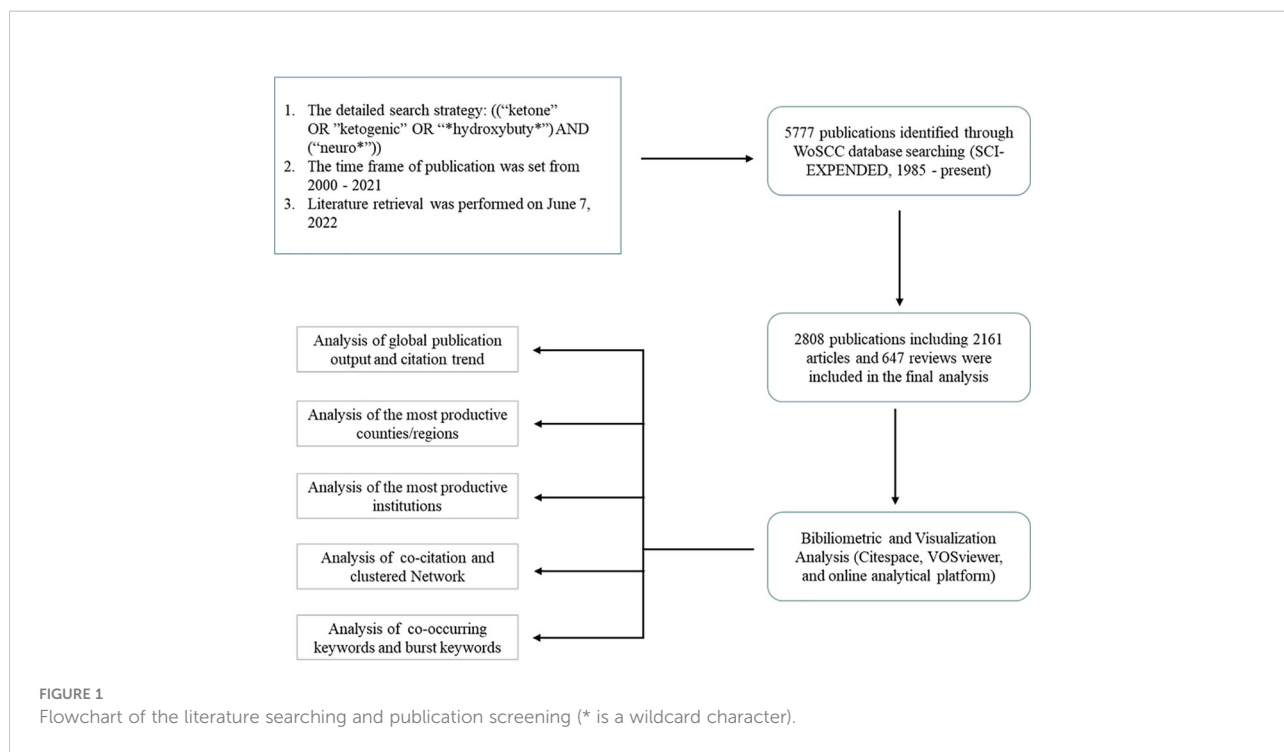 1. The detailed search strategy: ((“ketone”
OR ”ketogenic” OR “*hydroxybuty*”) AND
(“neuro*”))
2. The time frame of publication was set from
2000 - 2021
3. Literature retrieval was performed on June 7,
2022
5777 publications identified through
WoSCC database searching (SCI-
EXPENDED, 1985 - present)
2808 publications including 2161
articles and 647 reviews were
included in the final analysis
Bibiliometric and Visualization
Analysis (Citespace, VOSviewer,
and online analytical platform)
Analysis of global publication
output and citation trend
Analysis of the most productive
counties/regions
Analysis of the most productive
institutions
Analysis of co-citation and
clustered Network
Analysis of co-occurring
keywords and burst keywords
FIGURE 1
Flowchart of the literature searching and publication screening (* is a wildcard character).